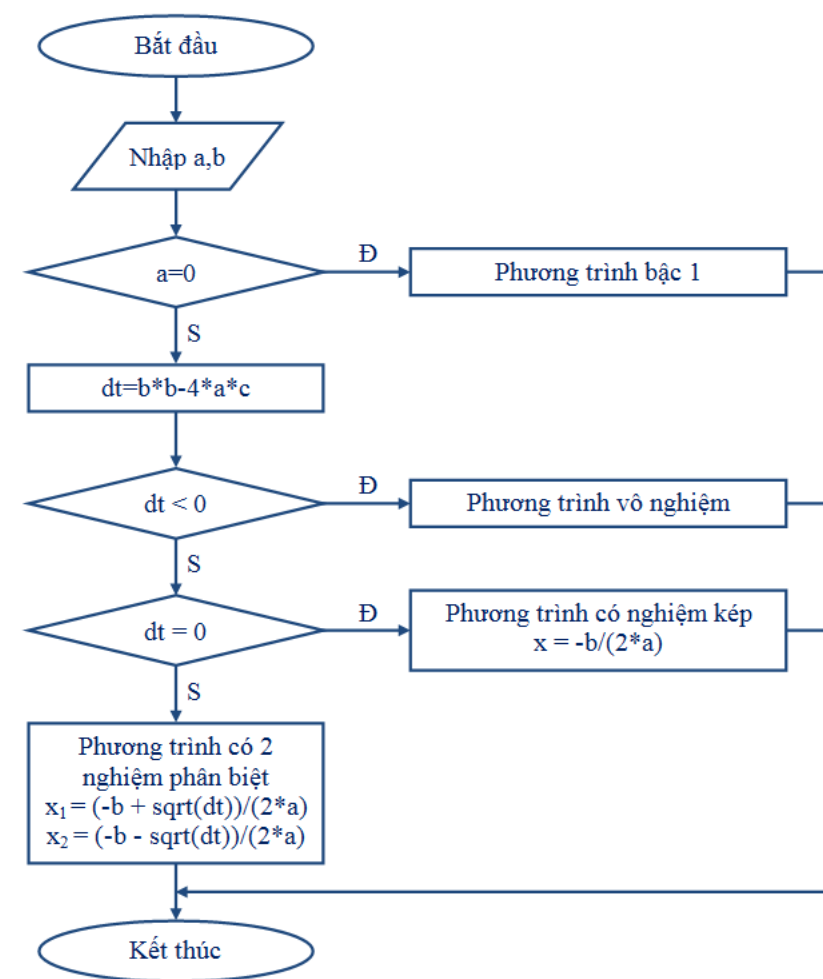 Bắt đầu
Nhập a,b
a=0
Đ
Phương trình bậc 1
S
dt=b*b-4*a*c
dt < 0
Đ
Phương trình vô nghiệm
S
dt = 0
Đ
Phương trình có nghiệm kép
x = -b/(2*a)
S
Phương trình có 2
nghiệm phân biệt
x₁ = (-b + sqrt(dt))/(2*a)
x₂ = (-b - sqrt(dt))/(2*a)
Kết thúc